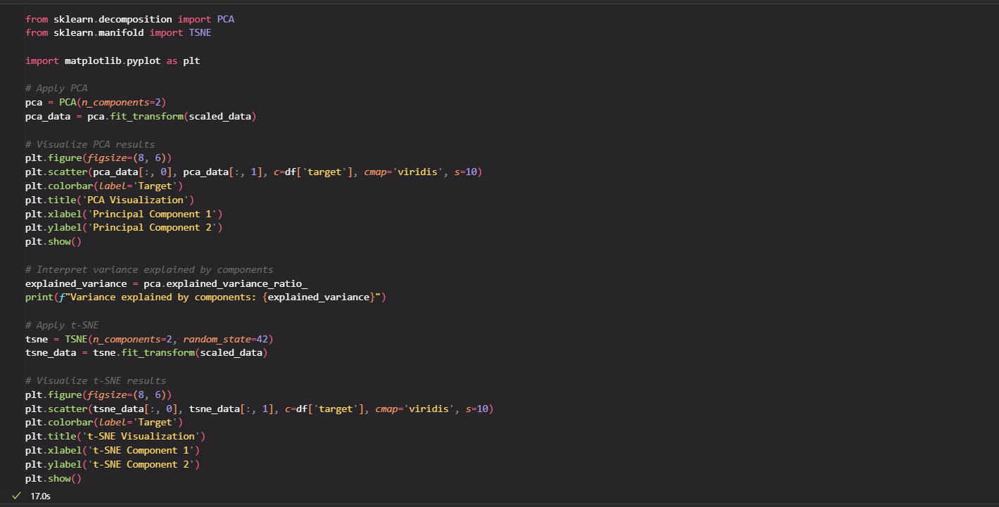 from sklearn.decomposition import PCA
from sklearn.manifold import TSNE
import matplotlib.pyplot as plt
# Apply PCA
pca = PCA(n_components=2)
pca_data = pca.fit_transform(scaled_data)
# Visualize PCA results
plt.figure(figsize=(8, 6))
plt.scatter(pca_data[:, 0], pca_data[:, 1], c=df['target'], cmap='viridis', s=10)
plt.colorbar(label='Target')
plt.title('PCA Visualization')
plt.xlabel('Principal Component 1')
plt.ylabel('Principal Component 2')
plt.show()
# Interpret variance explained by components
explained_variance = pca.explained_variance_ratio_
print(f"Variance explained by components: {explained_variance}")
# Apply t-SNE
tsne = TSNE(n_components=2, random_state=42)
tsne_data = tsne.fit_transform(scaled_data)
# Visualize t-SNE results
plt.figure(figsize=(8, 6))
plt.scatter(tsne_data[:, 0], tsne_data[:, 1], c=df['target'], cmap='viridis', s=10)
plt.colorbar(label='Target')
plt.title('t-SNE Visualization')
plt.xlabel('t-SNE Component 1')
plt.ylabel('t-SNE Component 2')
plt.show()
17.0s